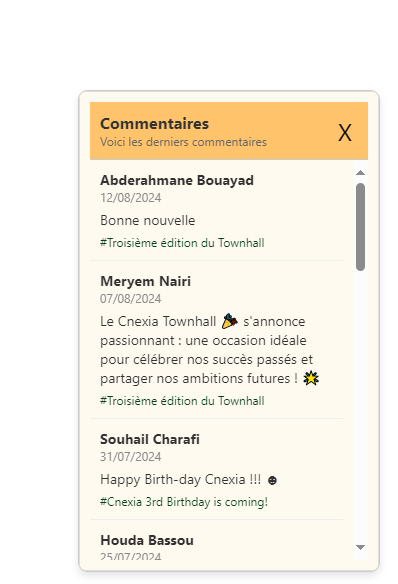 Commentaires
X
Voici les derniers commentaires
Abderahmane Bouayad
12/08/2024
Bonne nouvelle
#Troisième édition du Townhall
Meryem Nairi
07/08/2024
Le Cnexia Townhall 🎉 s'annonce
passionnant : une occasion idéale
pour célébrer nos succès passés et
partager nos ambitions futures ! 🌟
#Troisième édition du Townhall
Souhail Charafi
31/07/2024
Happy Birth-day Cnexia !!! ☻
#Cnexia 3rd Birthday is coming!
Houda Bassou
25/07/2024